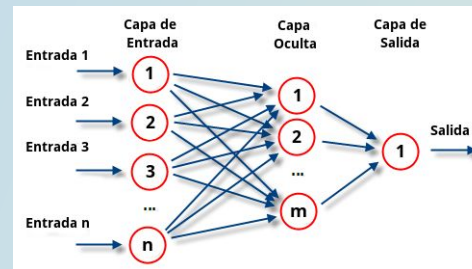 Capa de
Entrada
Capa
Oculta
Capa de
Salida
Entrada 1
1
Entrada 2
2
Entrada 3
3
...
Entrada n
n
1
2
...
m
1
Salida